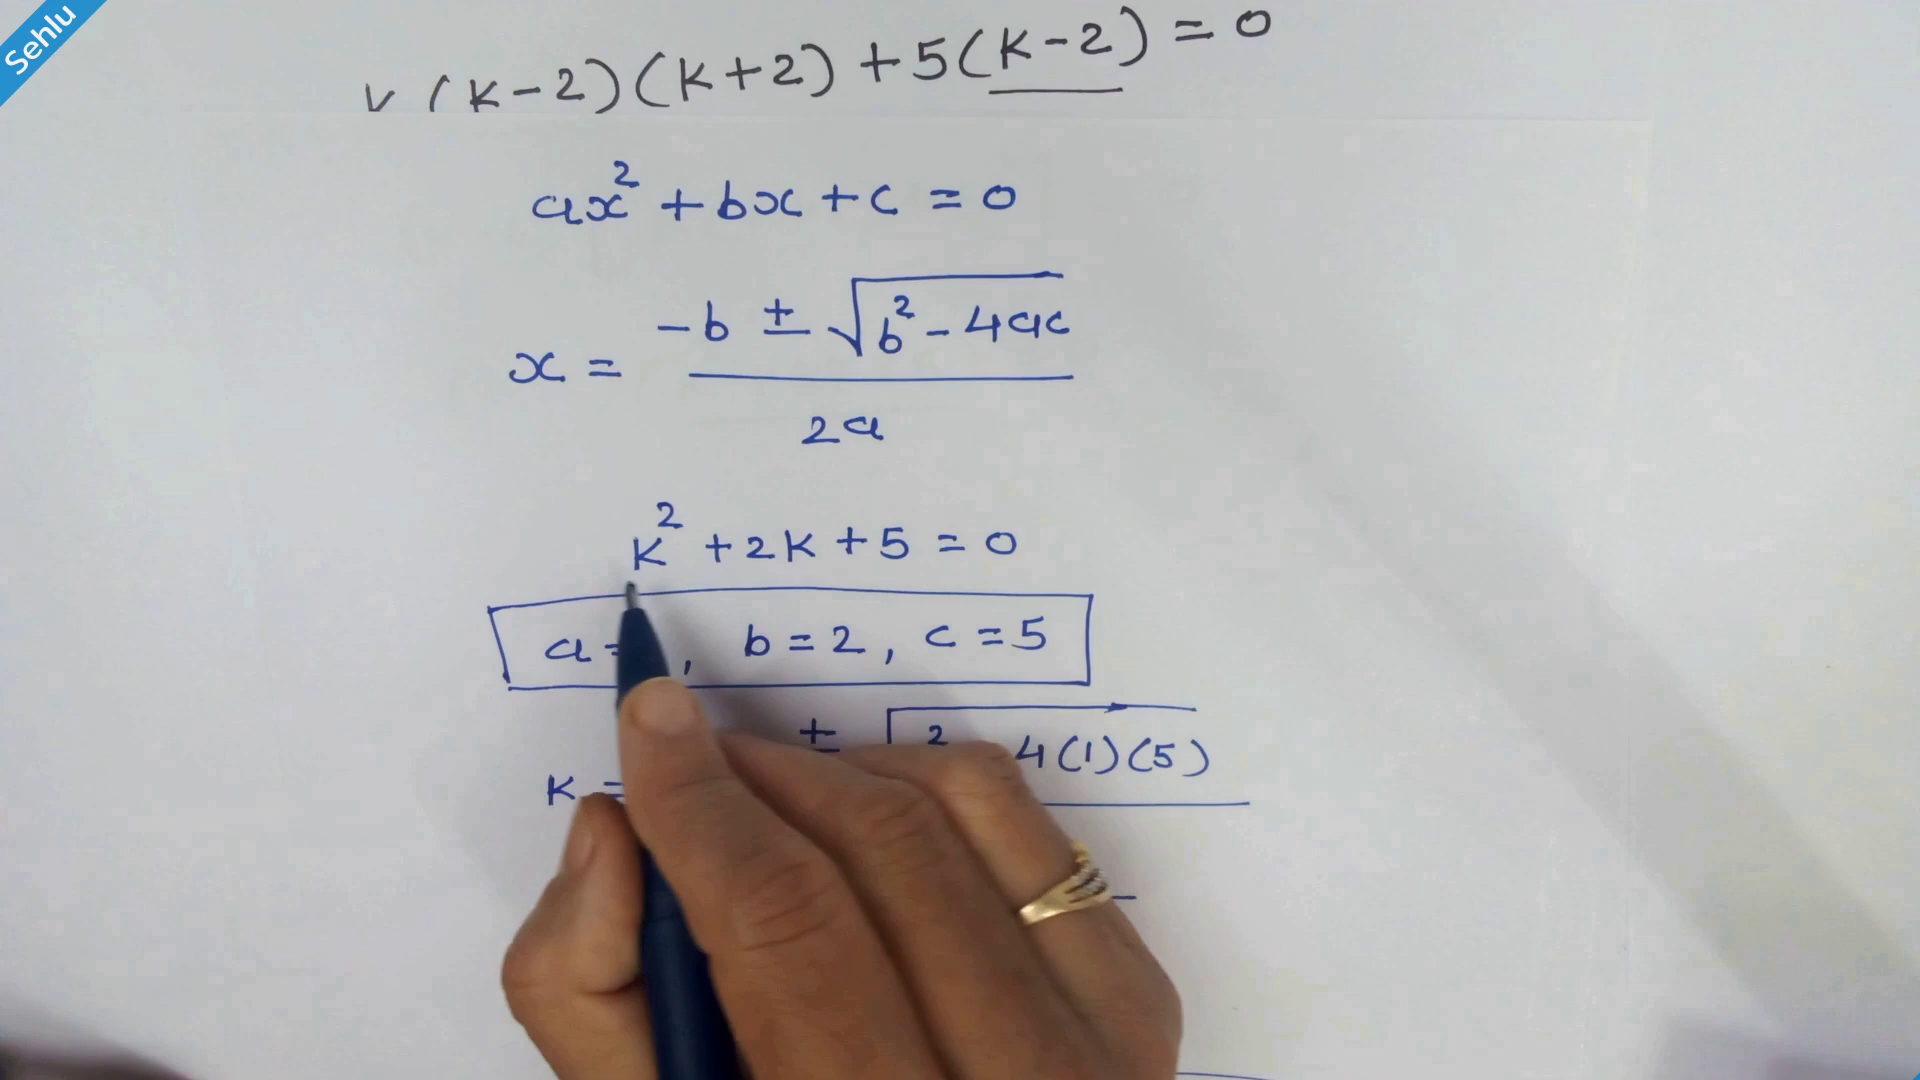 Sehlu
K(K-2)(K+2)+5(K-2)=0
ax²+bx+c=0
x = (-b ± √(b²-4ac)) / 2a
K²+2K+5=0
a= , b=2, c=5
K = ± √ 2 4(1)(5)